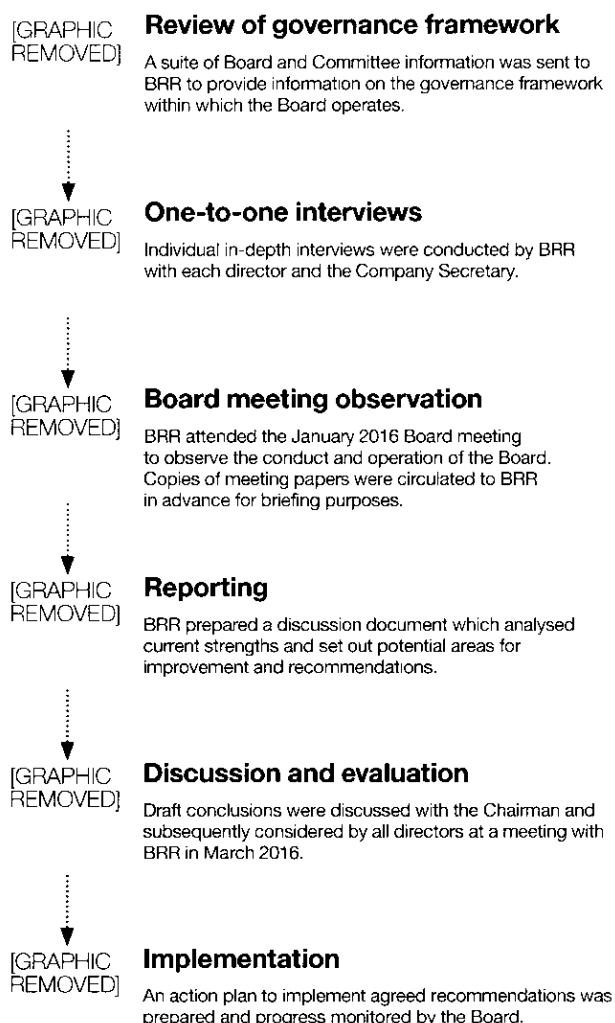 [GRAPHIC
REMOVED]
Review of governance framework
A suite of Board and Committee information was sent to
BRR to provide information on the governance framework
within which the Board operates.
[GRAPHIC
REMOVED]
One-to-one interviews
Individual in-depth interviews were conducted by BRR
with each director and the Company Secretary.
[GRAPHIC
REMOVED]
Board meeting observation
BRR attended the January 2016 Board meeting
to observe the conduct and operation of the Board.
Copies of meeting papers were circulated to BRR
in advance for briefing purposes.
[GRAPHIC
REMOVED]
Reporting
BRR prepared a discussion document which analysed
current strengths and set out potential areas for
improvement and recommendations.
[GRAPHIC
REMOVED]
Discussion and evaluation
Draft conclusions were discussed with the Chairman and
subsequently considered by all directors at a meeting with
BRR in March 2016.
[GRAPHIC
REMOVED]
Implementation
An action plan to implement agreed recommendations was
prepared and progress monitored by the Board.